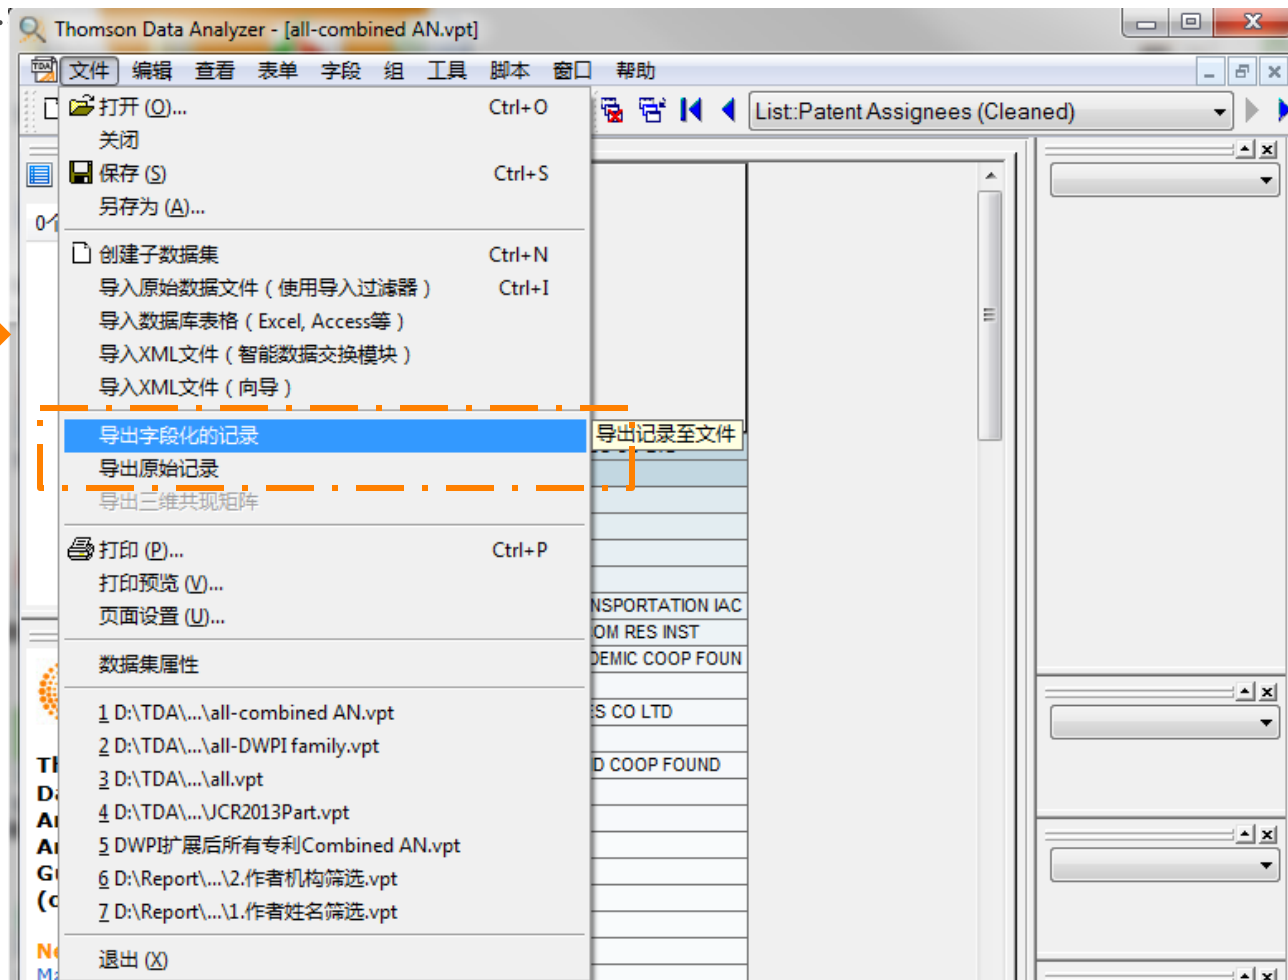 Thomson Data Analyzer - [all-combined AN.vpt]
文件 编辑 查看 表单 字段 组 工具 脚本 窗口 帮助
打开 (O)... Ctrl+O
List::Patent Assignees (Cleaned)
关闭
保存 (S) Ctrl+S
另存为 (A)...
0个
创建子数据集 Ctrl+N
导入原始数据文件 ( 使用导入过滤器 ) Ctrl+I
导入数据库表格 ( Excel, Access等 )
导入XML文件 ( 智能数据交换模块 )
导入XML文件 ( 向导 )
导出字段化的记录
导出记录至文件
导出原始记录
导出三维共现矩阵
打印 (P)... Ctrl+P
打印预览 (V)...
页面设置 (U)...
NSPORTATION IAC
OM RES INST
DEMIC COOP FOUN
数据集属性
1 D:\TDA\...\all-combined AN.vpt
ES CO LTD
2 D:\TDA\...\all-DWPI family.vpt
D COOP FOUND
3 D:\TDA\...\all.vpt
4 D:\TDA\...\JCR2013Part.vpt
5 DWPI扩展后所有专利Combined AN.vpt
6 D:\Report\...\2.作者机构筛选.vpt
7 D:\Report\...\1.作者姓名筛选.vpt
退出 (X)